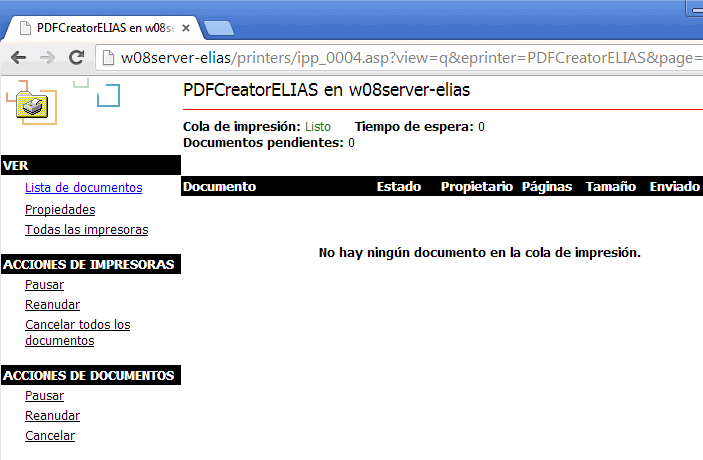 PDFCreatorELIAS en w08s
w08server-elias/printers/ipp_0004.asp?view=q&eprinter=PDFCreatorELIAS&page=
PDFCreatorELIAS en w08server-elias
Cola de impresión: Listo Tiempo de espera: 0
Documentos pendientes: 0
VER
Lista de documentos
Propiedades
Todas las impresoras
ACCIONES DE IMPRESORAS
Pausar
Reanudar
Cancelar todos los
documentos
ACCIONES DE DOCUMENTOS
Pausar
Reanudar
Cancelar
Documento Estado Propietario Páginas Tamaño Enviado
No hay ningún documento en la cola de impresión.